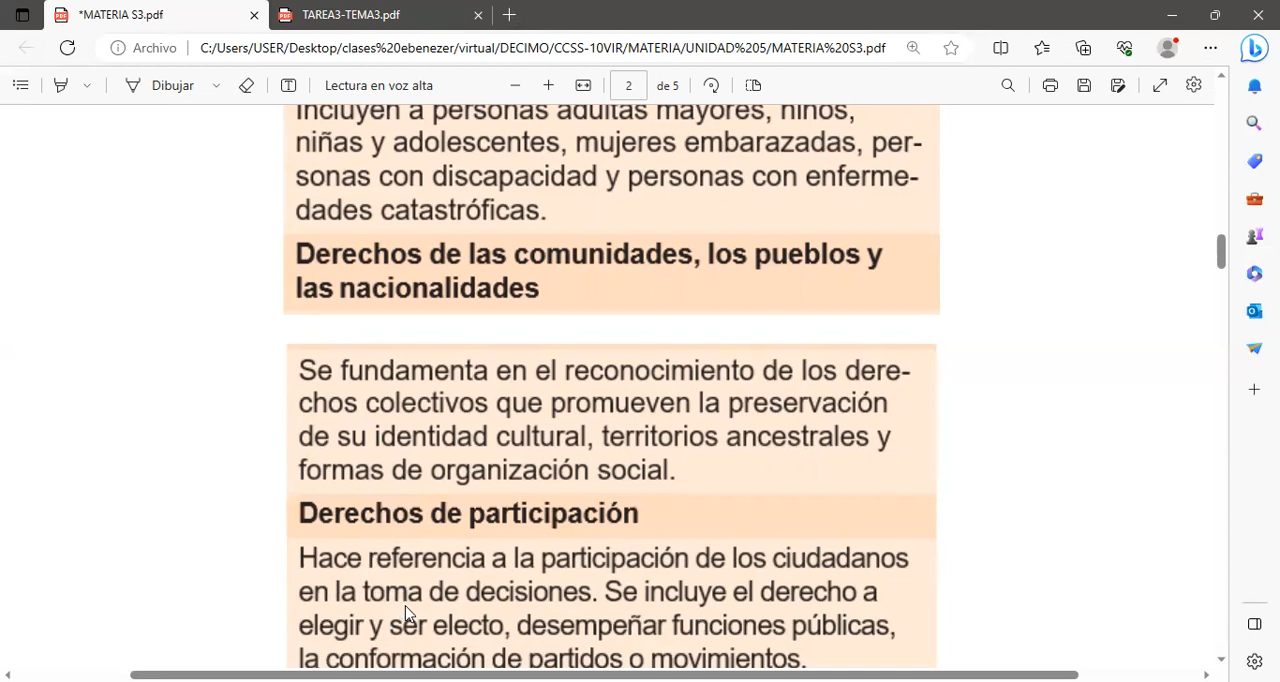 *MATERIA S3.pdf
TAREA3-TEMA3.pdf
Archivo
C:/Users/USER/Desktop/clases%20ebenezer/virtual/DECIMO/CCSS-10VIR/MATERIA/UNIDAD%205/MATERIA%20S3.pdf
Dibujar
Lectura en voz alta
2
de 5
Incluyen a personas adultas mayores, niños,
niñas y adolescentes, mujeres embarazadas, per-
sonas con discapacidad y personas con enferme-
dades catastróficas.
Derechos de las comunidades, los pueblos y
las nacionalidades
Se fundamenta en el reconocimiento de los dere-
chos colectivos que promueven la preservación
de su identidad cultural, territorios ancestrales y
formas de organización social.
Derechos de participación
Hace referencia a la participación de los ciudadanos
en la toma de decisiones. Se incluye el derecho a
elegir y ser electo, desempeñar funciones públicas,
la conformación de partidos o movimientos.